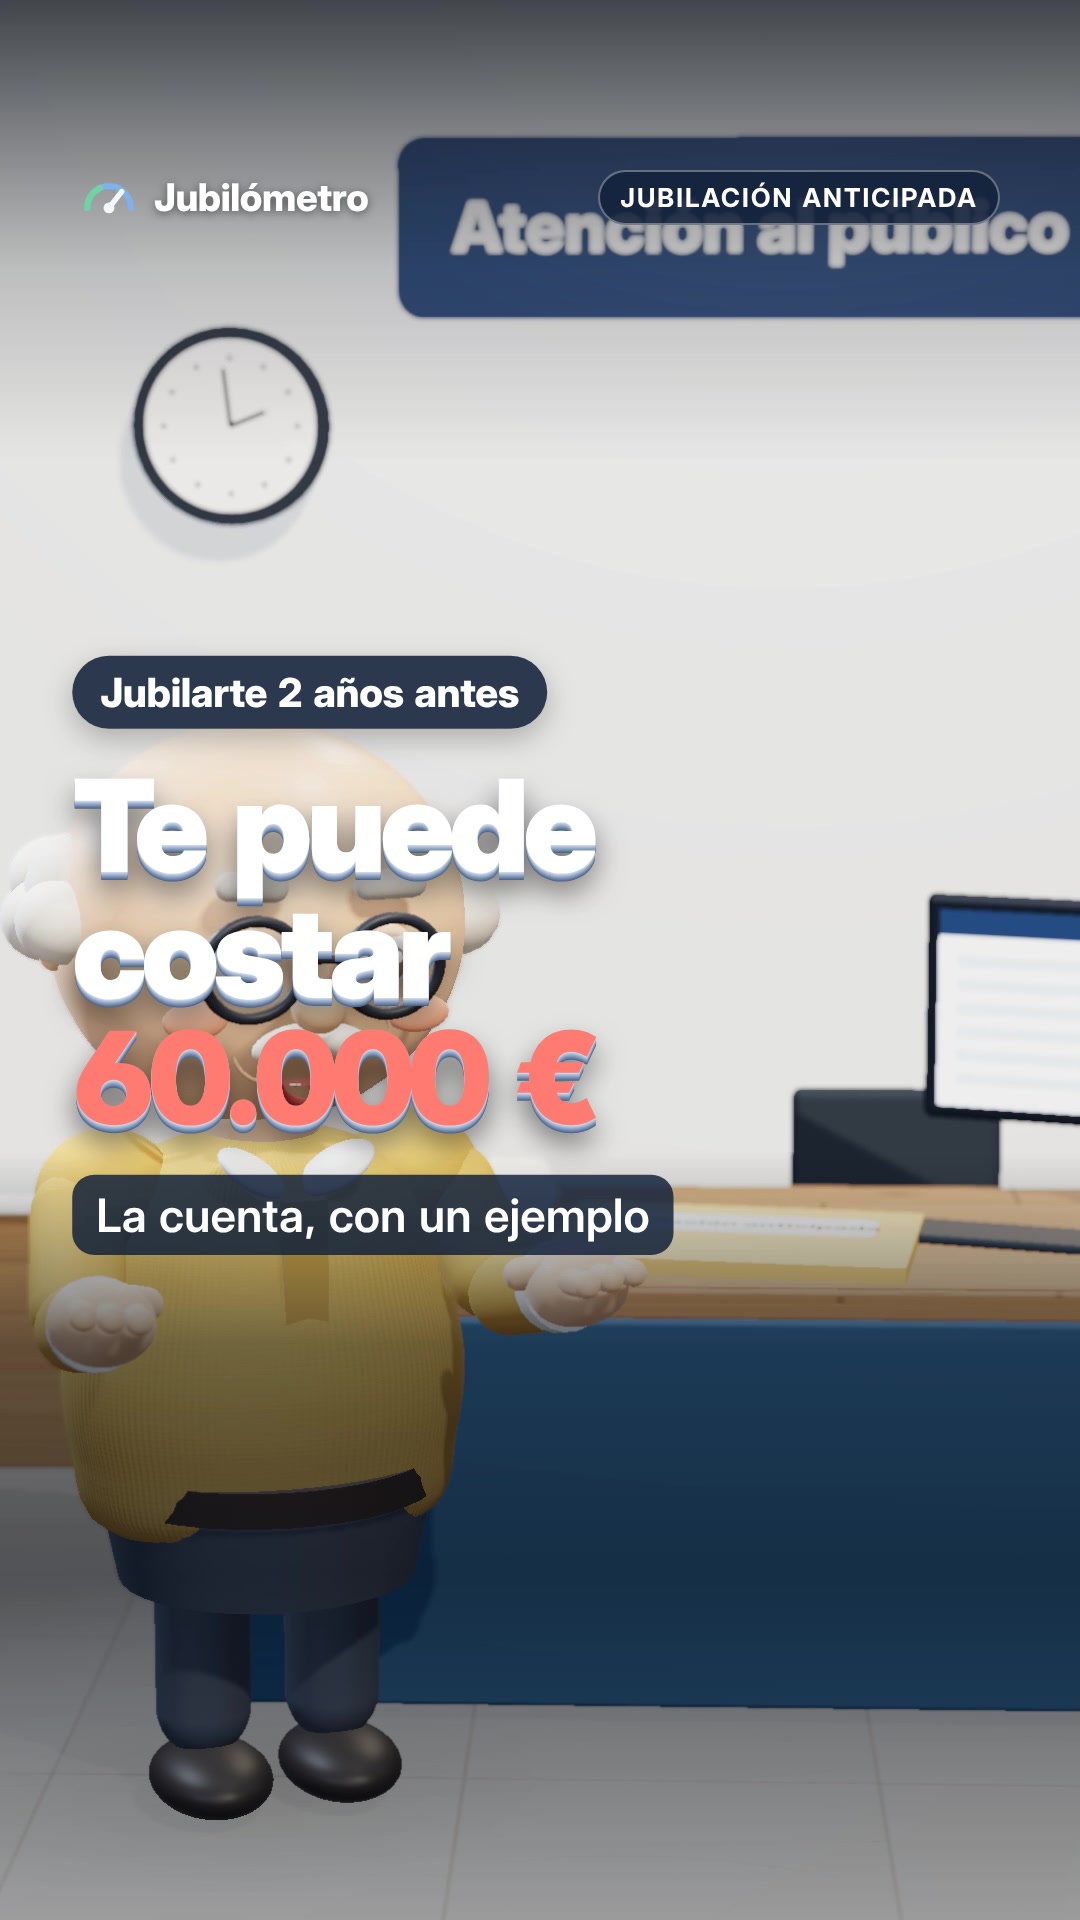 Jubilómetro
JUBILACIÓN ANTICIPADA
Atención al público
Jubilarte 2 años antes
Te puede
costar
60.000 €
La cuenta, con un ejemplo